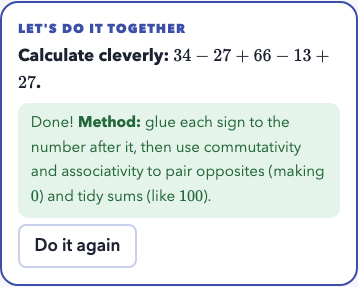 LET'S DO IT TOGETHER
Calculate cleverly: 34 − 27 + 66 − 13 +
27.
Done! Method: glue each sign to the
number after it, then use commutativity
and associativity to pair opposites (making
0) and tidy sums (like 100).
Do it again